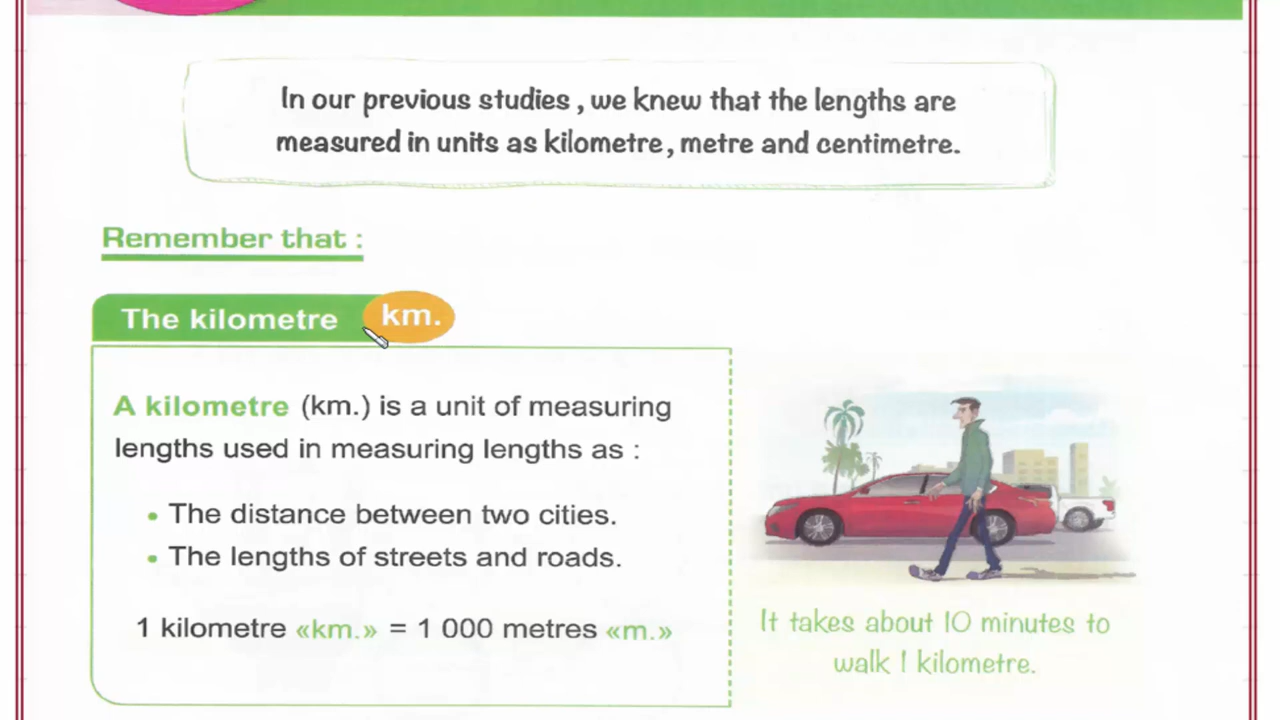 In our previous studies , we knew that the lengths are
measured in units as kilometre, metre and centimetre.
Remember that :
The kilometre km.
A kilometre (km.) is a unit of measuring
lengths used in measuring lengths as :
• The distance between two cities.
• The lengths of streets and roads.
1 kilometre «km.» = 1 000 metres «m.»
It takes about 10 minutes to
walk 1 kilometre.